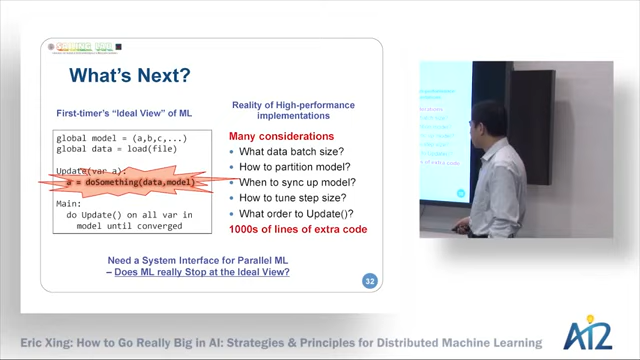 What's Next?
First-timer's "Ideal View" of ML
global model = (a,b,c,...)
global data = load(file)
Update(var a):
a = doSomething(data,model)
Main:
do Update() on all var in
model until converged
Reality of High-performance
implementations
Many considerations
• What data batch size?
• How to partition model?
• When to sync up model?
• How to tune step size?
• What order to Update()?
1000s of lines of extra code
Need a System Interface for Parallel ML
– Does ML really Stop at the Ideal View?
32
Eric Xing: How to Go Really Big in AI: Strategies & Principles for Distributed Machine Learning
AI2